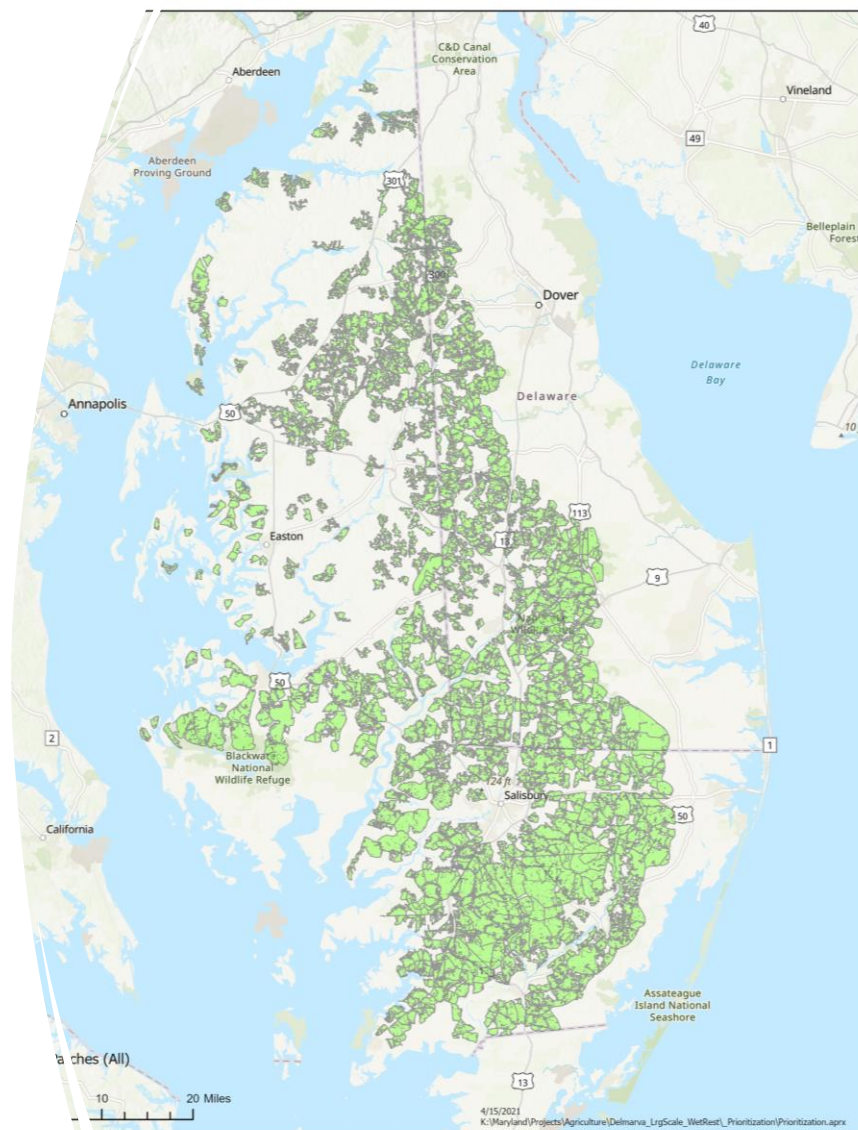 40
C&D Canal
Conservation
Area
Aberdeen
Vineland
49
Aberdeen
Proving Ground
301
Belleplain
Forest
300
Dover
Delaware
Bay
Delaware
Annapolis
50
10
113
Easton
13
9
50
2
1
Blackwater
National
Wildlife Refuge
124 ft
Salisbury
50
California
Assateague
Island National
Seashore
Patches (All)
13
10
20 Miles
4/15/2021
K:\Maryland\Projects\Agriculture\Delmarva_LrgScale_WetRest\_Prioritization\Prioritization.aprx